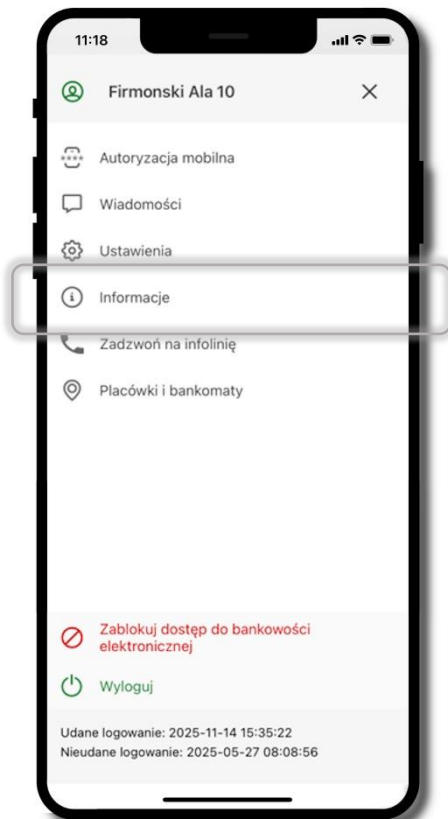 11:18
Firmonski Ala 10
Autoryzacja mobilna
Wiadomości
Ustawienia
Informacje
Zadzwoń na infolinię
Placówki i bankomaty
Zablokuj dostęp do bankowości
elektronicznej
Wyloguj
Udane logowanie: 2025-11-14 15:35:22
Nieudane logowanie: 2025-05-27 08:08:56